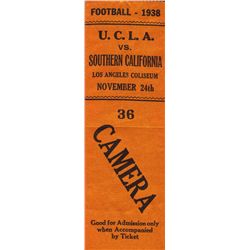 FOOTBALL - 1938
U. C. L. A.
VS.
SOUTHERN CALIFORNIA
LOS ANGELES COLISEUM
NOVEMBER 24th
36
CAMERA
Good for Admission only
when Accompanied
by Ticket